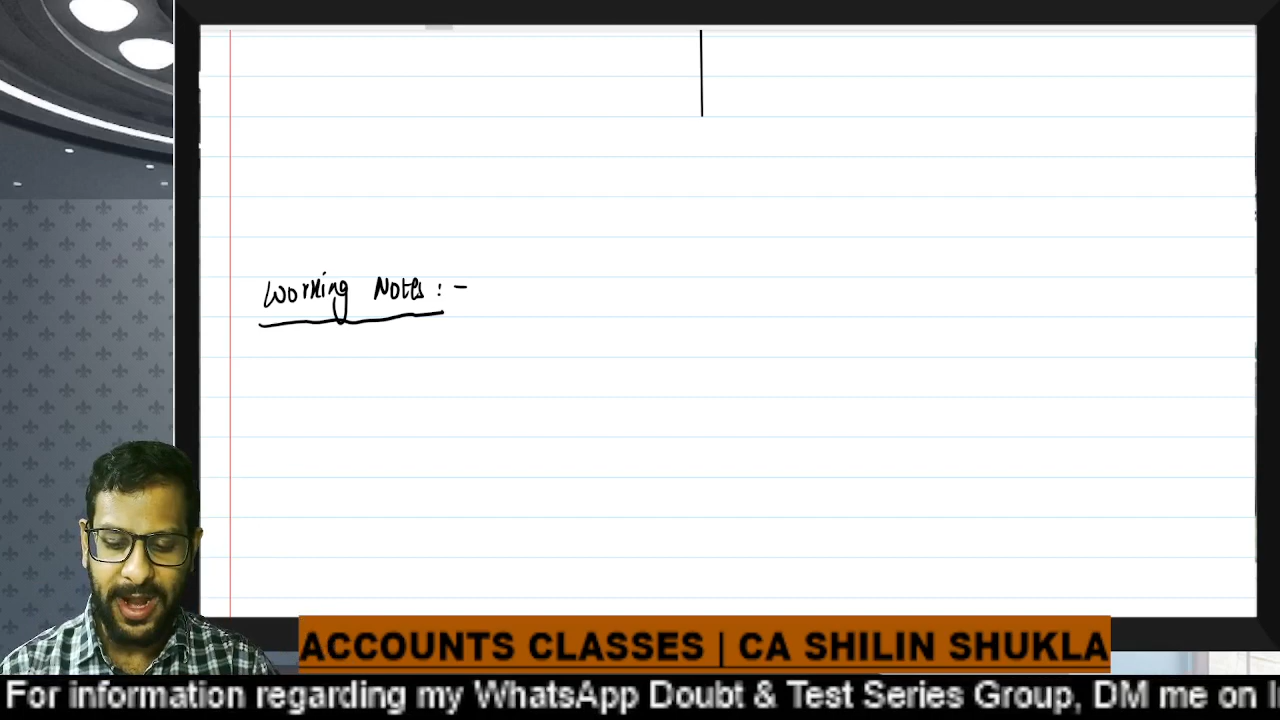 Working Notes :-
ACCOUNTS CLASSES | CA SHILIN SHUKLA
For information regarding my WhatsApp Doubt & Test Series Group, DM me on